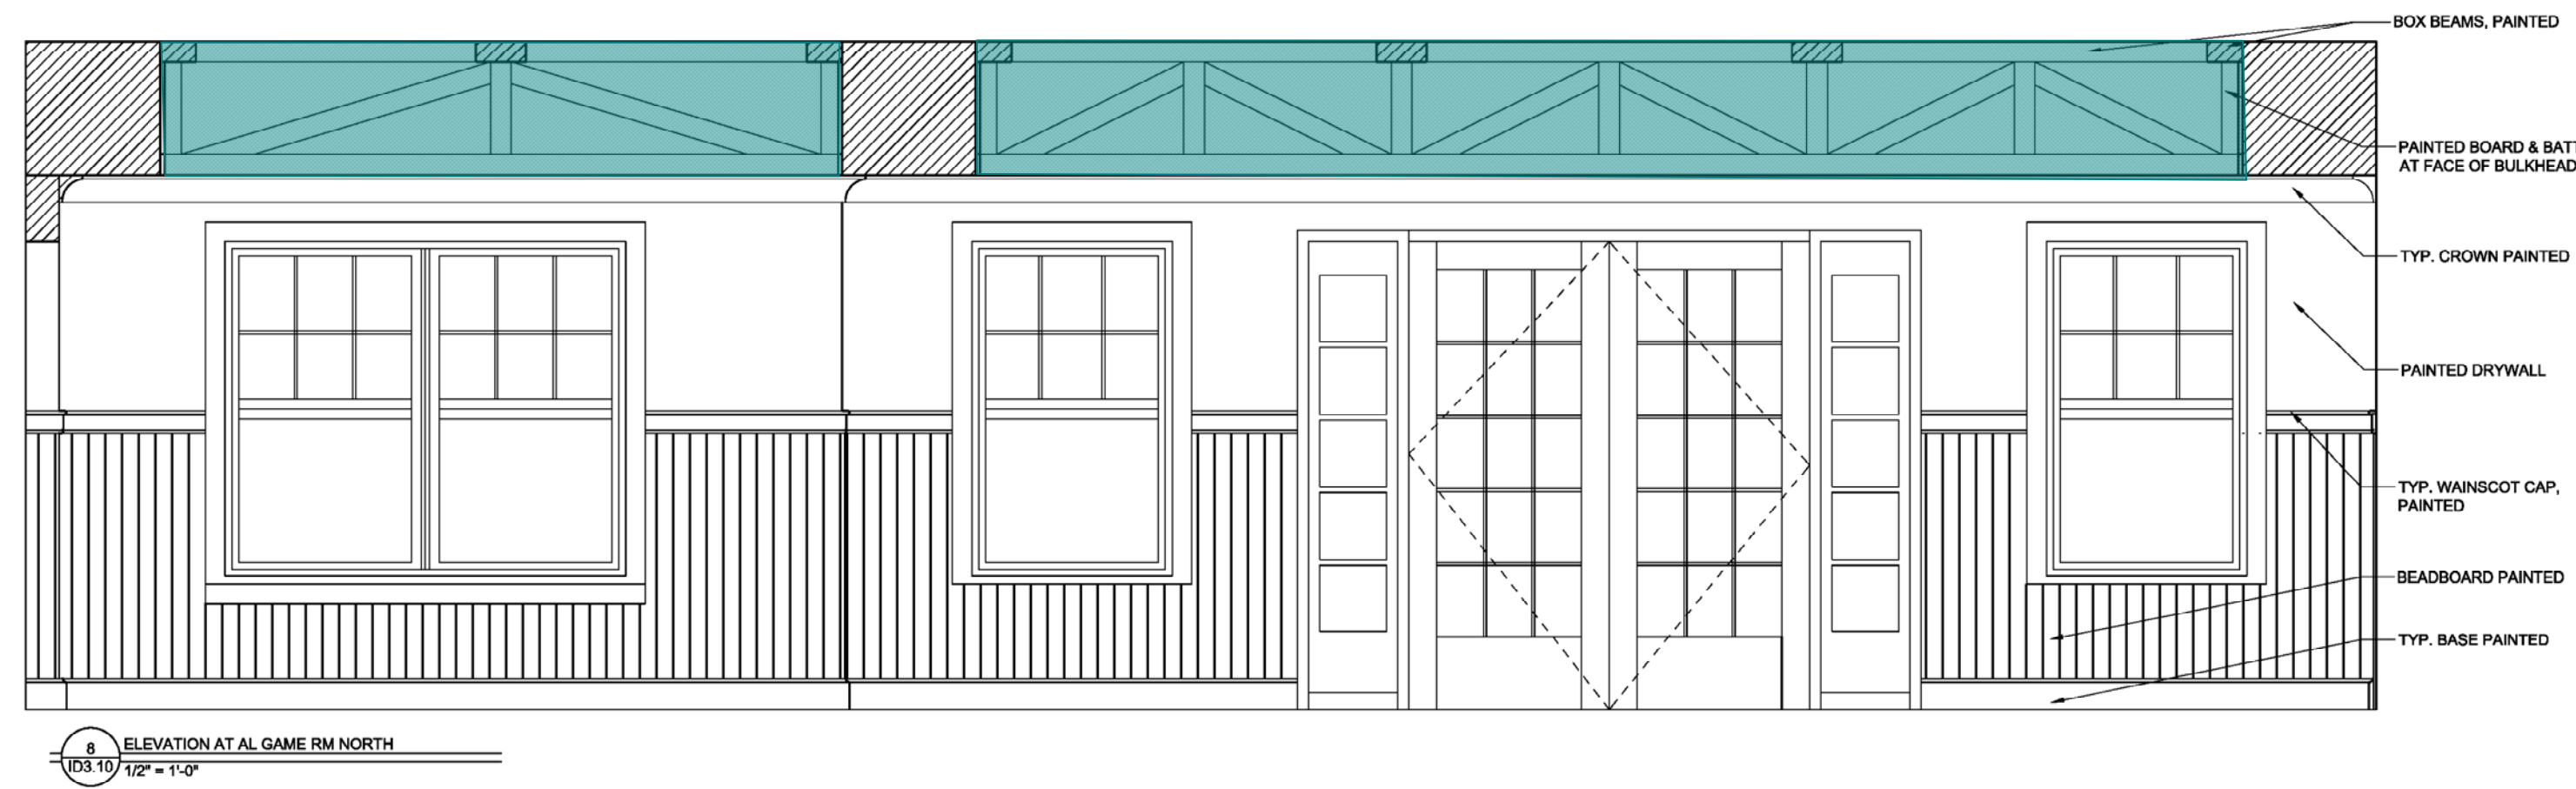 BOX BEAMS, PAINTED
PAINTED BOARD & BATT
AT FACE OF BULKHEAD
TYP. CROWN PAINTED
PAINTED DRYWALL
TYP. WAINSCOT CAP,
PAINTED
BEADBOARD PAINTED
TYP. BASE PAINTED
8
ID3.10
ELEVATION AT AL GAME RM NORTH
1/2" = 1'-0"